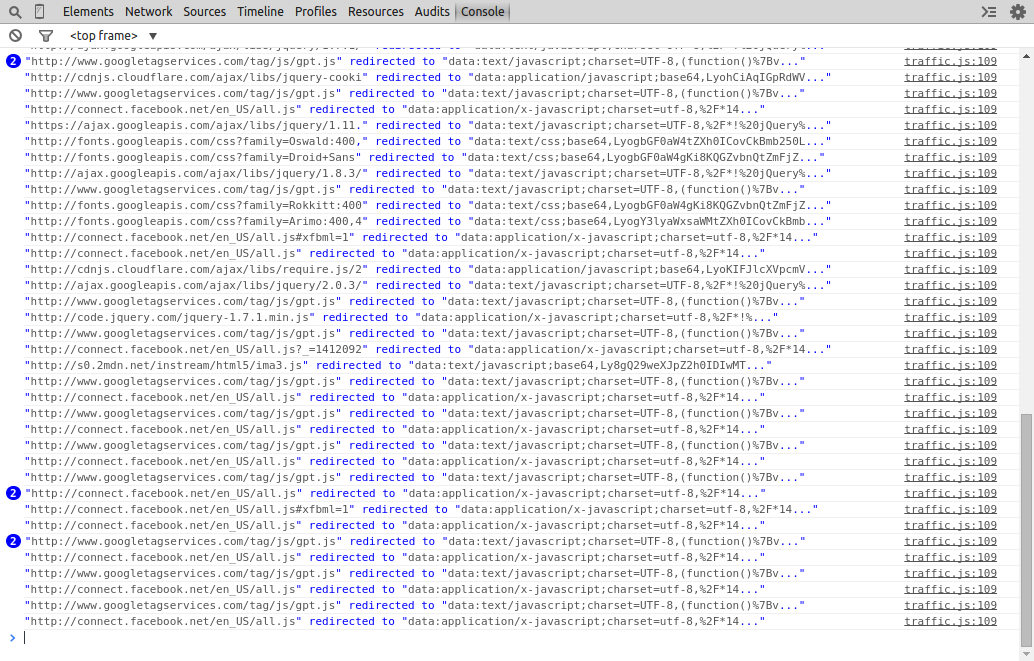 Elements Network Sources Timeline Profiles Resources Audits Console
<top frame>
2 "http://www.googletagservices.com/tag/js/gpt.js" redirected to "data:text/javascript;charset=UTF-8,(function()%7Bv..." traffic.js:109
"http://cdnjs.cloudflare.com/ajax/libs/jquery-cooki" redirected to "data:application/javascript;base64,LyohCiAqIGpRdWV..." traffic.js:109
"http://www.googletagservices.com/tag/js/gpt.js" redirected to "data:text/javascript;charset=UTF-8,(function()%7Bv..." traffic.js:109
"http://connect.facebook.net/en_US/all.js" redirected to "data:application/x-javascript;charset=utf-8,%2F*14..." traffic.js:109
"https://ajax.googleapis.com/ajax/libs/jquery/1.11." redirected to "data:text/javascript;charset=UTF-8,%2F*!%20jQuery%..." traffic.js:109
"http://fonts.googleapis.com/css?family=Oswald:400," redirected to "data:text/css;base64,LyogbGF0aW4tZXh0ICovCkBmb250L..." traffic.js:109
"http://fonts.googleapis.com/css?family=Droid+Sans" redirected to "data:text/css;base64,LyogbGF0aW4gKi8KQGZvbnQtZmFjZ..." traffic.js:109
"http://ajax.googleapis.com/ajax/libs/jquery/1.8.3/" redirected to "data:text/javascript;charset=UTF-8,%2F*!%20jQuery%..." traffic.js:109
"http://www.googletagservices.com/tag/js/gpt.js" redirected to "data:text/javascript;charset=UTF-8,(function()%7Bv..." traffic.js:109
"http://fonts.googleapis.com/css?family=Rokkitt:400" redirected to "data:text/css;base64,LyogbGF0aW4gKi8KQGZvbnQtZmFjZ..." traffic.js:109
"http://fonts.googleapis.com/css?family=Arimo:400,4" redirected to "data:text/css;base64,LyogY3lyaWxsaWMtZXh0ICovCkBmb..." traffic.js:109
"http://connect.facebook.net/en_US/all.js#xfbml=1" redirected to "data:application/x-javascript;charset=utf-8,%2F*14..." traffic.js:109
"http://connect.facebook.net/en_US/all.js" redirected to "data:application/x-javascript;charset=utf-8,%2F*14..." traffic.js:109
"http://cdnjs.cloudflare.com/ajax/libs/require.js/2" redirected to "data:application/javascript;base64,LyoKIFJlcXVpcmV..." traffic.js:109
"http://ajax.googleapis.com/ajax/libs/jquery/2.0.3/" redirected to "data:text/javascript;charset=UTF-8,%2F*!%20jQuery%..." traffic.js:109
"http://www.googletagservices.com/tag/js/gpt.js" redirected to "data:text/javascript;charset=UTF-8,(function()%7Bv..." traffic.js:109
"http://code.jquery.com/jquery-1.7.1.min.js" redirected to "data:application/x-javascript;charset=utf-8,%2F*!%..." traffic.js:109
"http://www.googletagservices.com/tag/js/gpt.js" redirected to "data:text/javascript;charset=UTF-8,(function()%7Bv..." traffic.js:109
"http://connect.facebook.net/en_US/all.js?_=1412092" redirected to "data:application/x-javascript;charset=utf-8,%2F*14..." traffic.js:109
"http://s0.2mdn.net/instream/html5/ima3.js" redirected to "data:text/javascript;base64,Ly8gQ29weXJpZ2h0IDIwMT..." traffic.js:109
"http://www.googletagservices.com/tag/js/gpt.js" redirected to "data:text/javascript;charset=UTF-8,(function()%7Bv..." traffic.js:109
"http://connect.facebook.net/en_US/all.js" redirected to "data:application/x-javascript;charset=utf-8,%2F*14..." traffic.js:109
"http://www.googletagservices.com/tag/js/gpt.js" redirected to "data:text/javascript;charset=UTF-8,(function()%7Bv..." traffic.js:109
"http://connect.facebook.net/en_US/all.js" redirected to "data:application/x-javascript;charset=utf-8,%2F*14..." traffic.js:109
"http://www.googletagservices.com/tag/js/gpt.js" redirected to "data:text/javascript;charset=UTF-8,(function()%7Bv..." traffic.js:109
"http://connect.facebook.net/en_US/all.js" redirected to "data:application/x-javascript;charset=utf-8,%2F*14..." traffic.js:109
"http://www.googletagservices.com/tag/js/gpt.js" redirected to "data:text/javascript;charset=UTF-8,(function()%7Bv..." traffic.js:109
2 "http://connect.facebook.net/en_US/all.js" redirected to "data:application/x-javascript;charset=utf-8,%2F*14..." traffic.js:109
"http://connect.facebook.net/en_US/all.js#xfbml=1" redirected to "data:application/x-javascript;charset=utf-8,%2F*14..." traffic.js:109
"http://connect.facebook.net/en_US/all.js" redirected to "data:application/x-javascript;charset=utf-8,%2F*14..." traffic.js:109
2 "http://www.googletagservices.com/tag/js/gpt.js" redirected to "data:text/javascript;charset=UTF-8,(function()%7Bv..." traffic.js:109
"http://connect.facebook.net/en_US/all.js" redirected to "data:application/x-javascript;charset=utf-8,%2F*14..." traffic.js:109
"http://www.googletagservices.com/tag/js/gpt.js" redirected to "data:text/javascript;charset=UTF-8,(function()%7Bv..." traffic.js:109
"http://connect.facebook.net/en_US/all.js" redirected to "data:application/x-javascript;charset=utf-8,%2F*14..." traffic.js:109
"http://www.googletagservices.com/tag/js/gpt.js" redirected to "data:text/javascript;charset=UTF-8,(function()%7Bv..." traffic.js:109
"http://connect.facebook.net/en_US/all.js" redirected to "data:application/x-javascript;charset=utf-8,%2F*14..." traffic.js:109